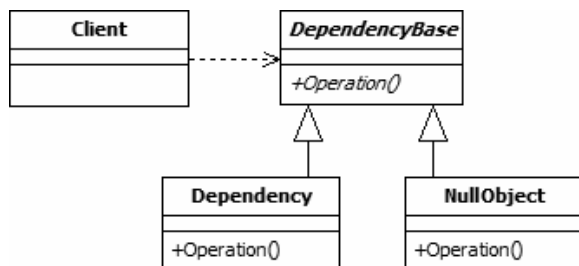 Client
DependencyBase
+Operation()
Dependency
NullObject
+Operation()
+Operation()